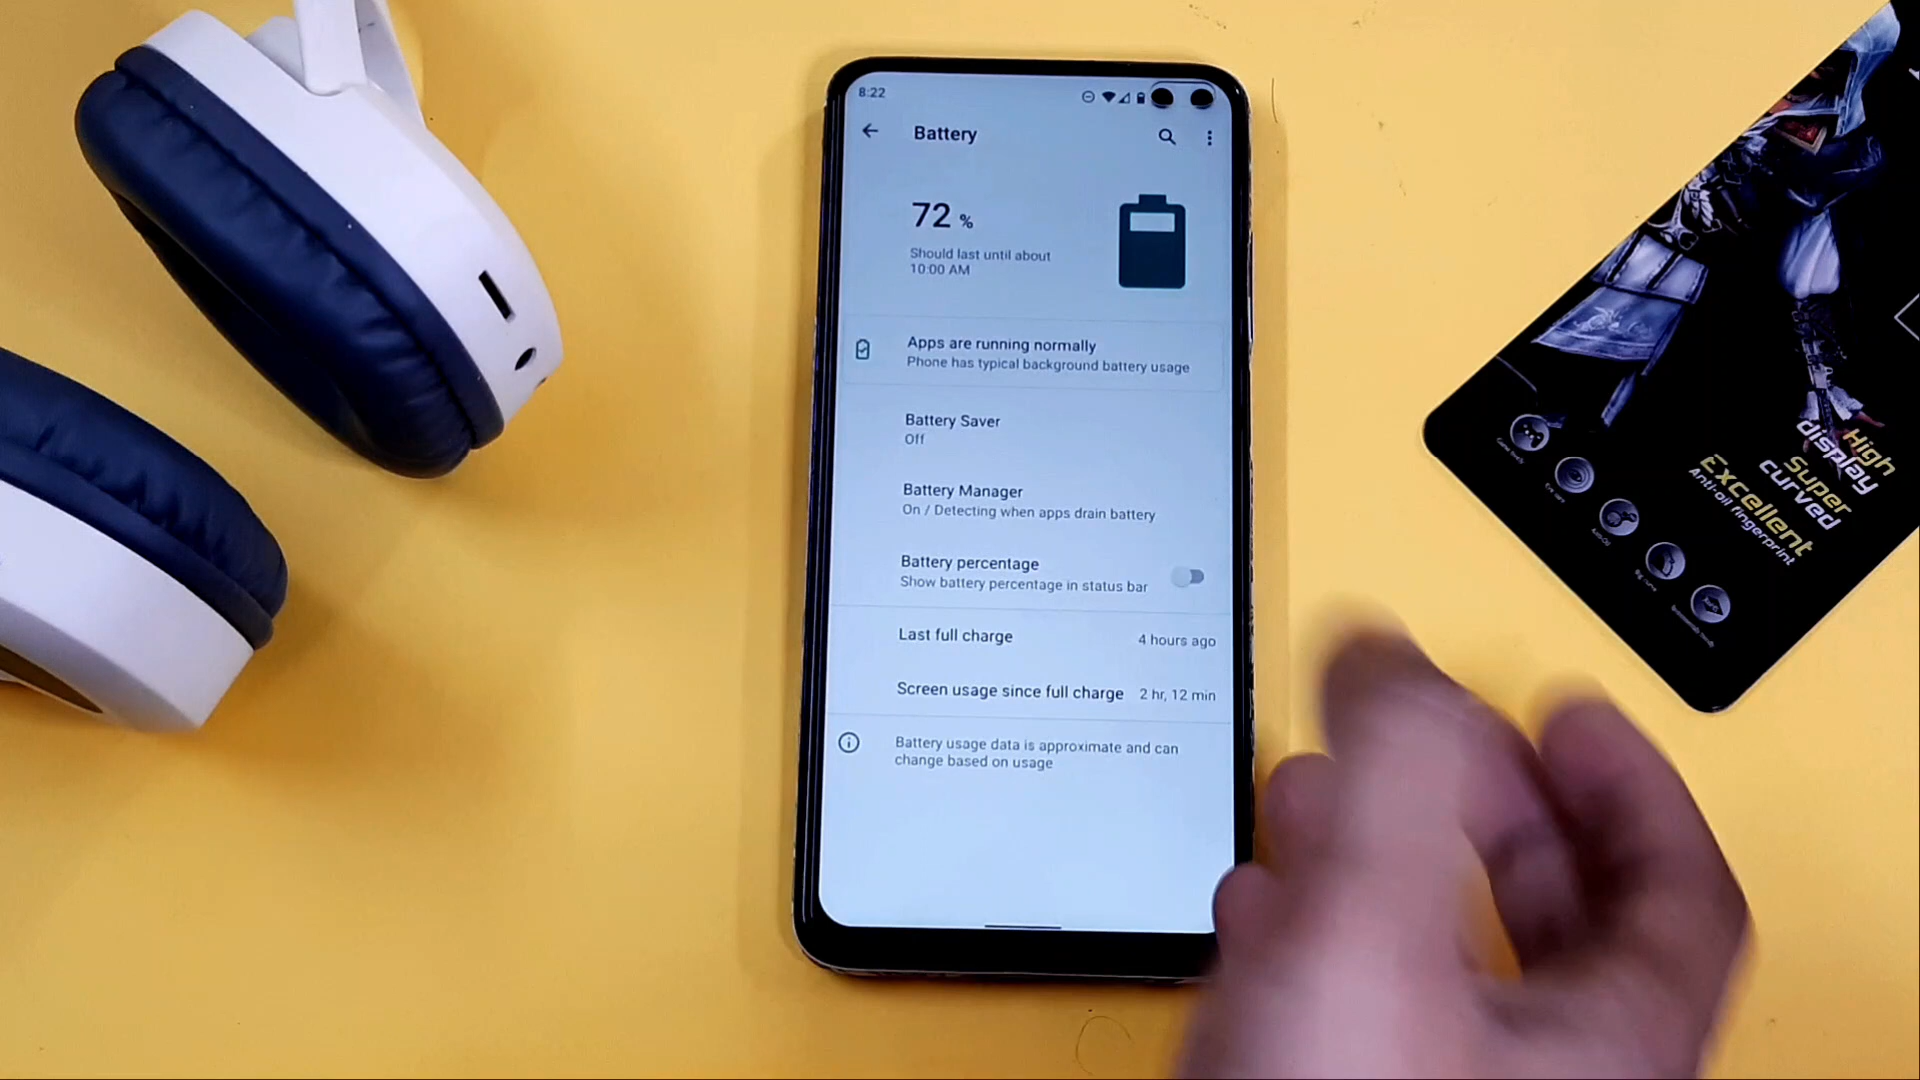 8:22
Battery
72 %
Should last until about
10:00 AM
Apps are running normally
Phone has typical background battery usage
Battery Saver
Off
Battery Manager
On / Detecting when apps drain battery
Battery percentage
Show battery percentage in status bar
Last full charge
4 hours ago
Screen usage since full charge
2 hr, 12 min
Battery usage data is approximate and can
change based on usage
High
display
Super
curved
Excellent
Anti-oil fingerprint